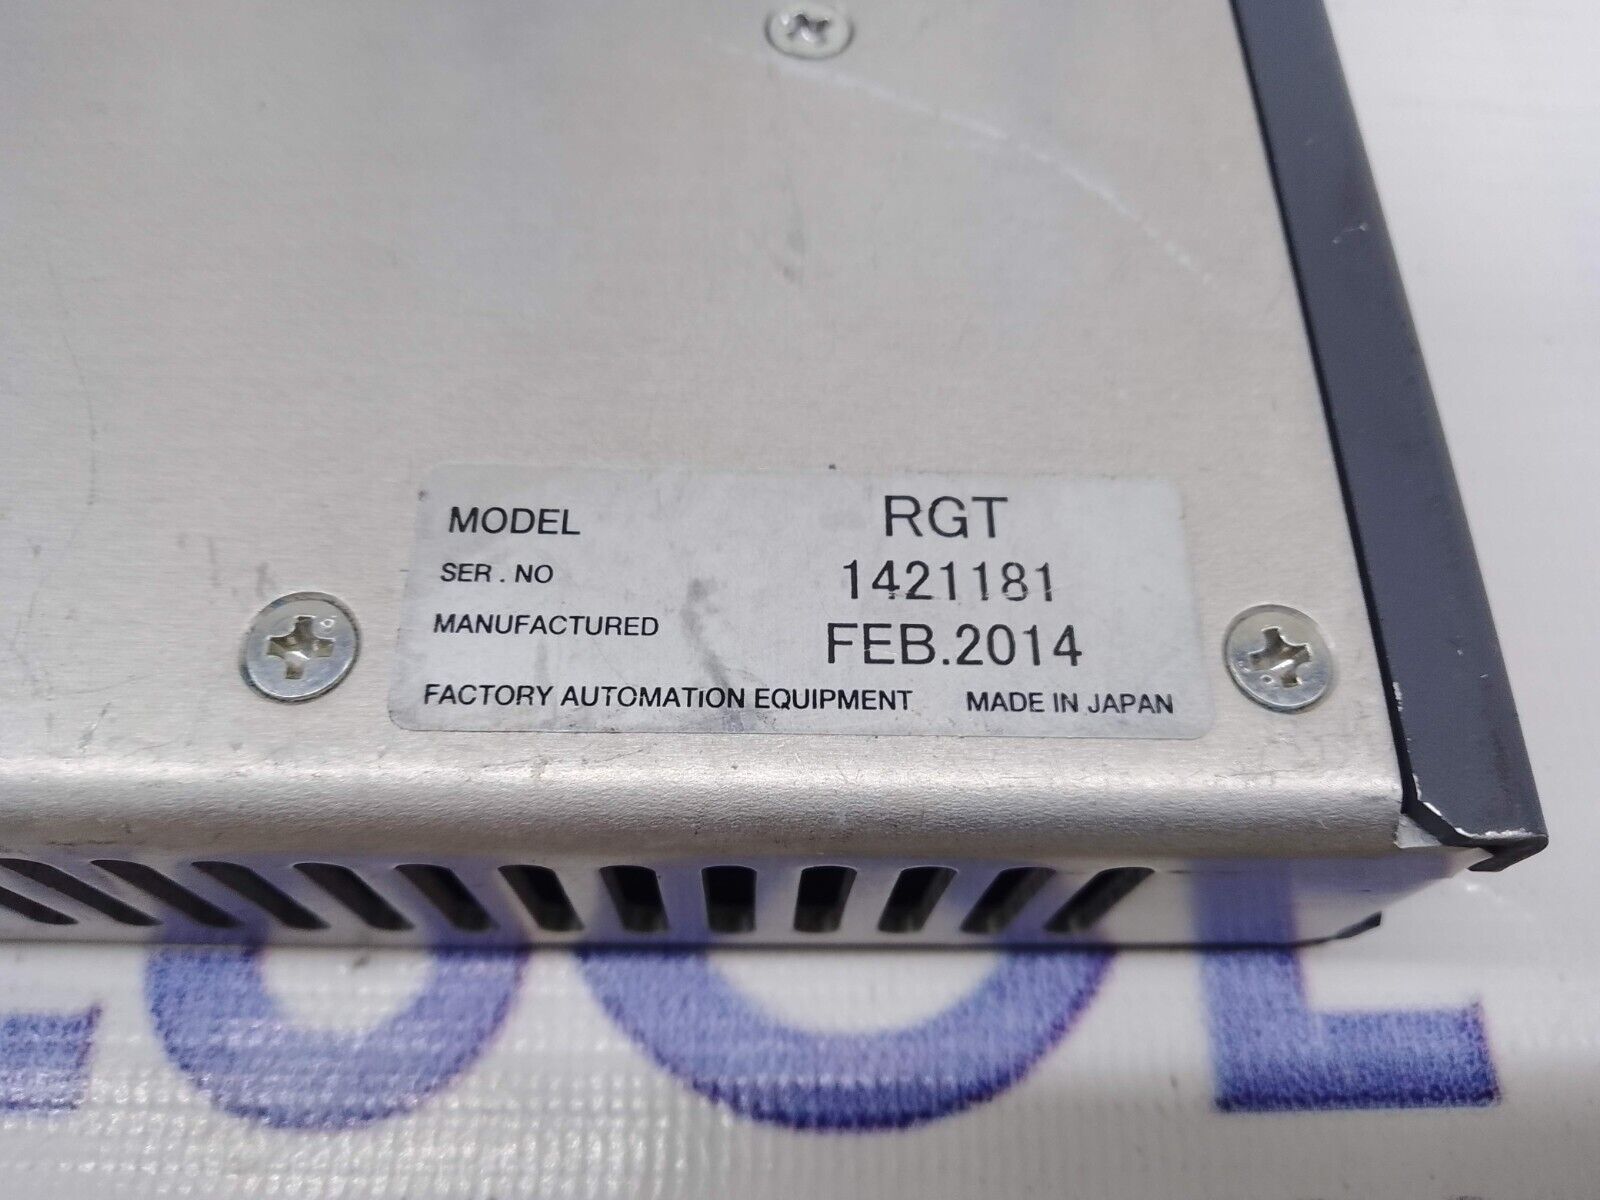 MODEL RGT
SER. NO 1421181
MANUFACTURED FEB.2014
FACTORY AUTOMATION EQUIPMENT MADE IN JAPAN